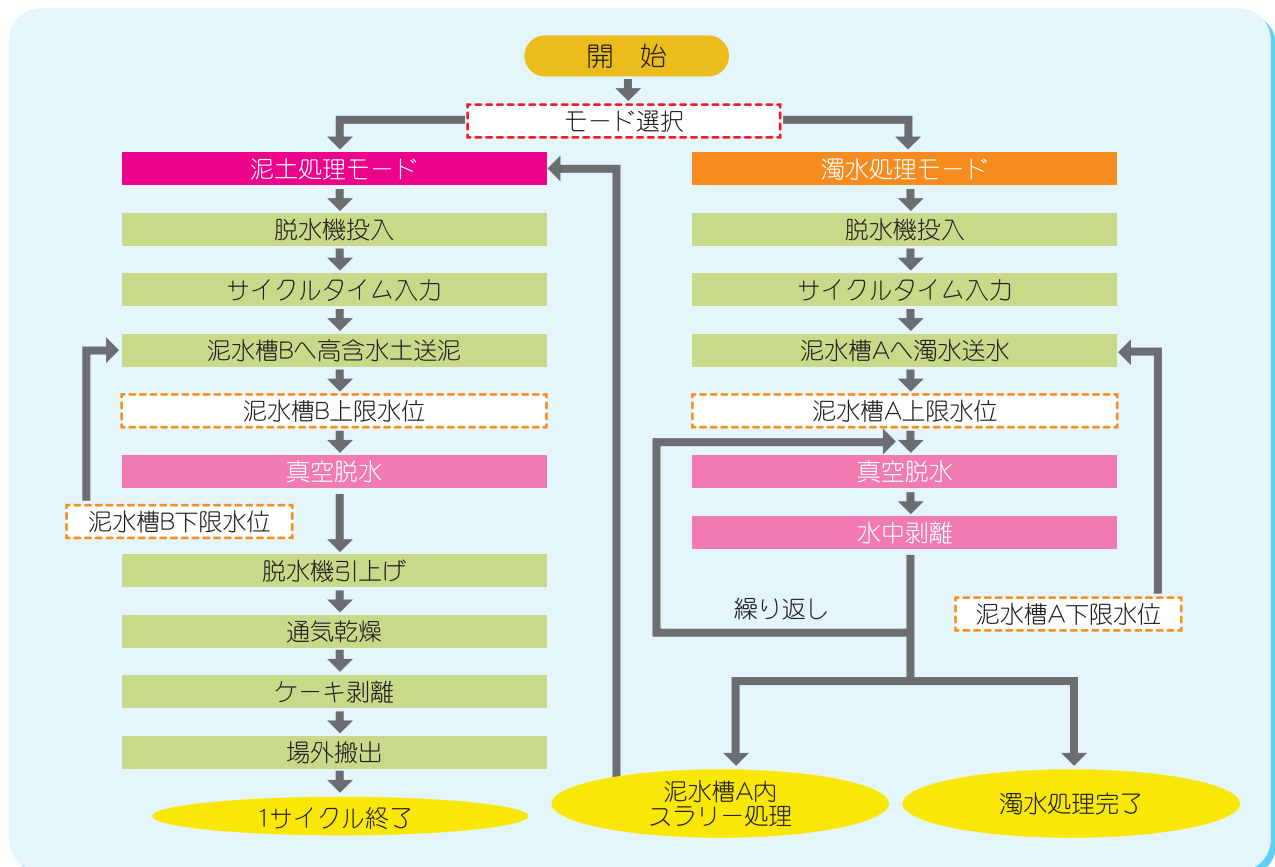 開　始
モード選択
泥土処理モード
脱水機投入
サイクルタイム入力
泥水槽Bへ高含水土送泥
泥水槽B上限水位
真空脱水
泥水槽B下限水位
脱水機引上げ
通気乾燥
ケーキ剥離
場外搬出
1サイクル終了
濁水処理モード
脱水機投入
サイクルタイム入力
泥水槽Aへ濁水送水
泥水槽A上限水位
真空脱水
水中剥離
繰り返し
泥水槽A下限水位
泥水槽A内
スラリー処理
濁水処理完了